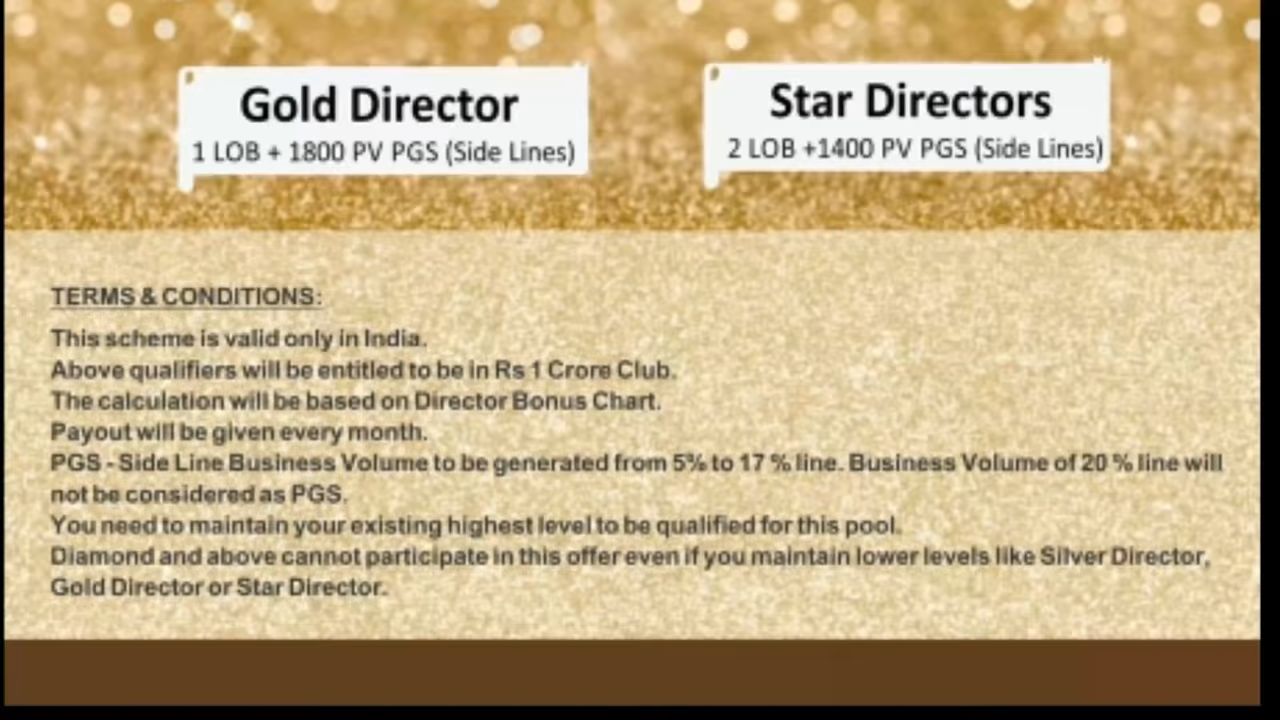 Gold Director
1 LOB + 1800 PV PGS (Side Lines)
Star Directors
2 LOB +1400 PV PGS (Side Lines)
TERMS & CONDITIONS:
This scheme is valid only in India.
Above qualifiers will be entitled to be in Rs 1 Crore Club.
The calculation will be based on Director Bonus Chart.
Payout will be given every month.
PGS - Side Line Business Volume to be generated from 5% to 17 % line. Business Volume of 20 % line will
not be considered as PGS.
You need to maintain your existing highest level to be qualified for this pool.
Diamond and above cannot participate in this offer even if you maintain lower levels like Silver Director,
Gold Director or Star Director.